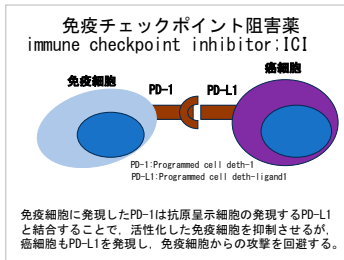 免疫チェックポイント阻害薬
immune checkpoint inhibitor;ICI
免疫細胞
PD-1
PD-L1
癌細胞
PD-1:Programmed cell deth-1
PD-L1:Programmed cell deth-ligand1
免疫細胞に発現したPD-1は抗原呈示細胞の発現するPD-L1
と結合することで，活性化した免疫細胞を抑制させるが，
癌細胞もPD-L1を発現し，免疫細胞からの攻撃を回避する。